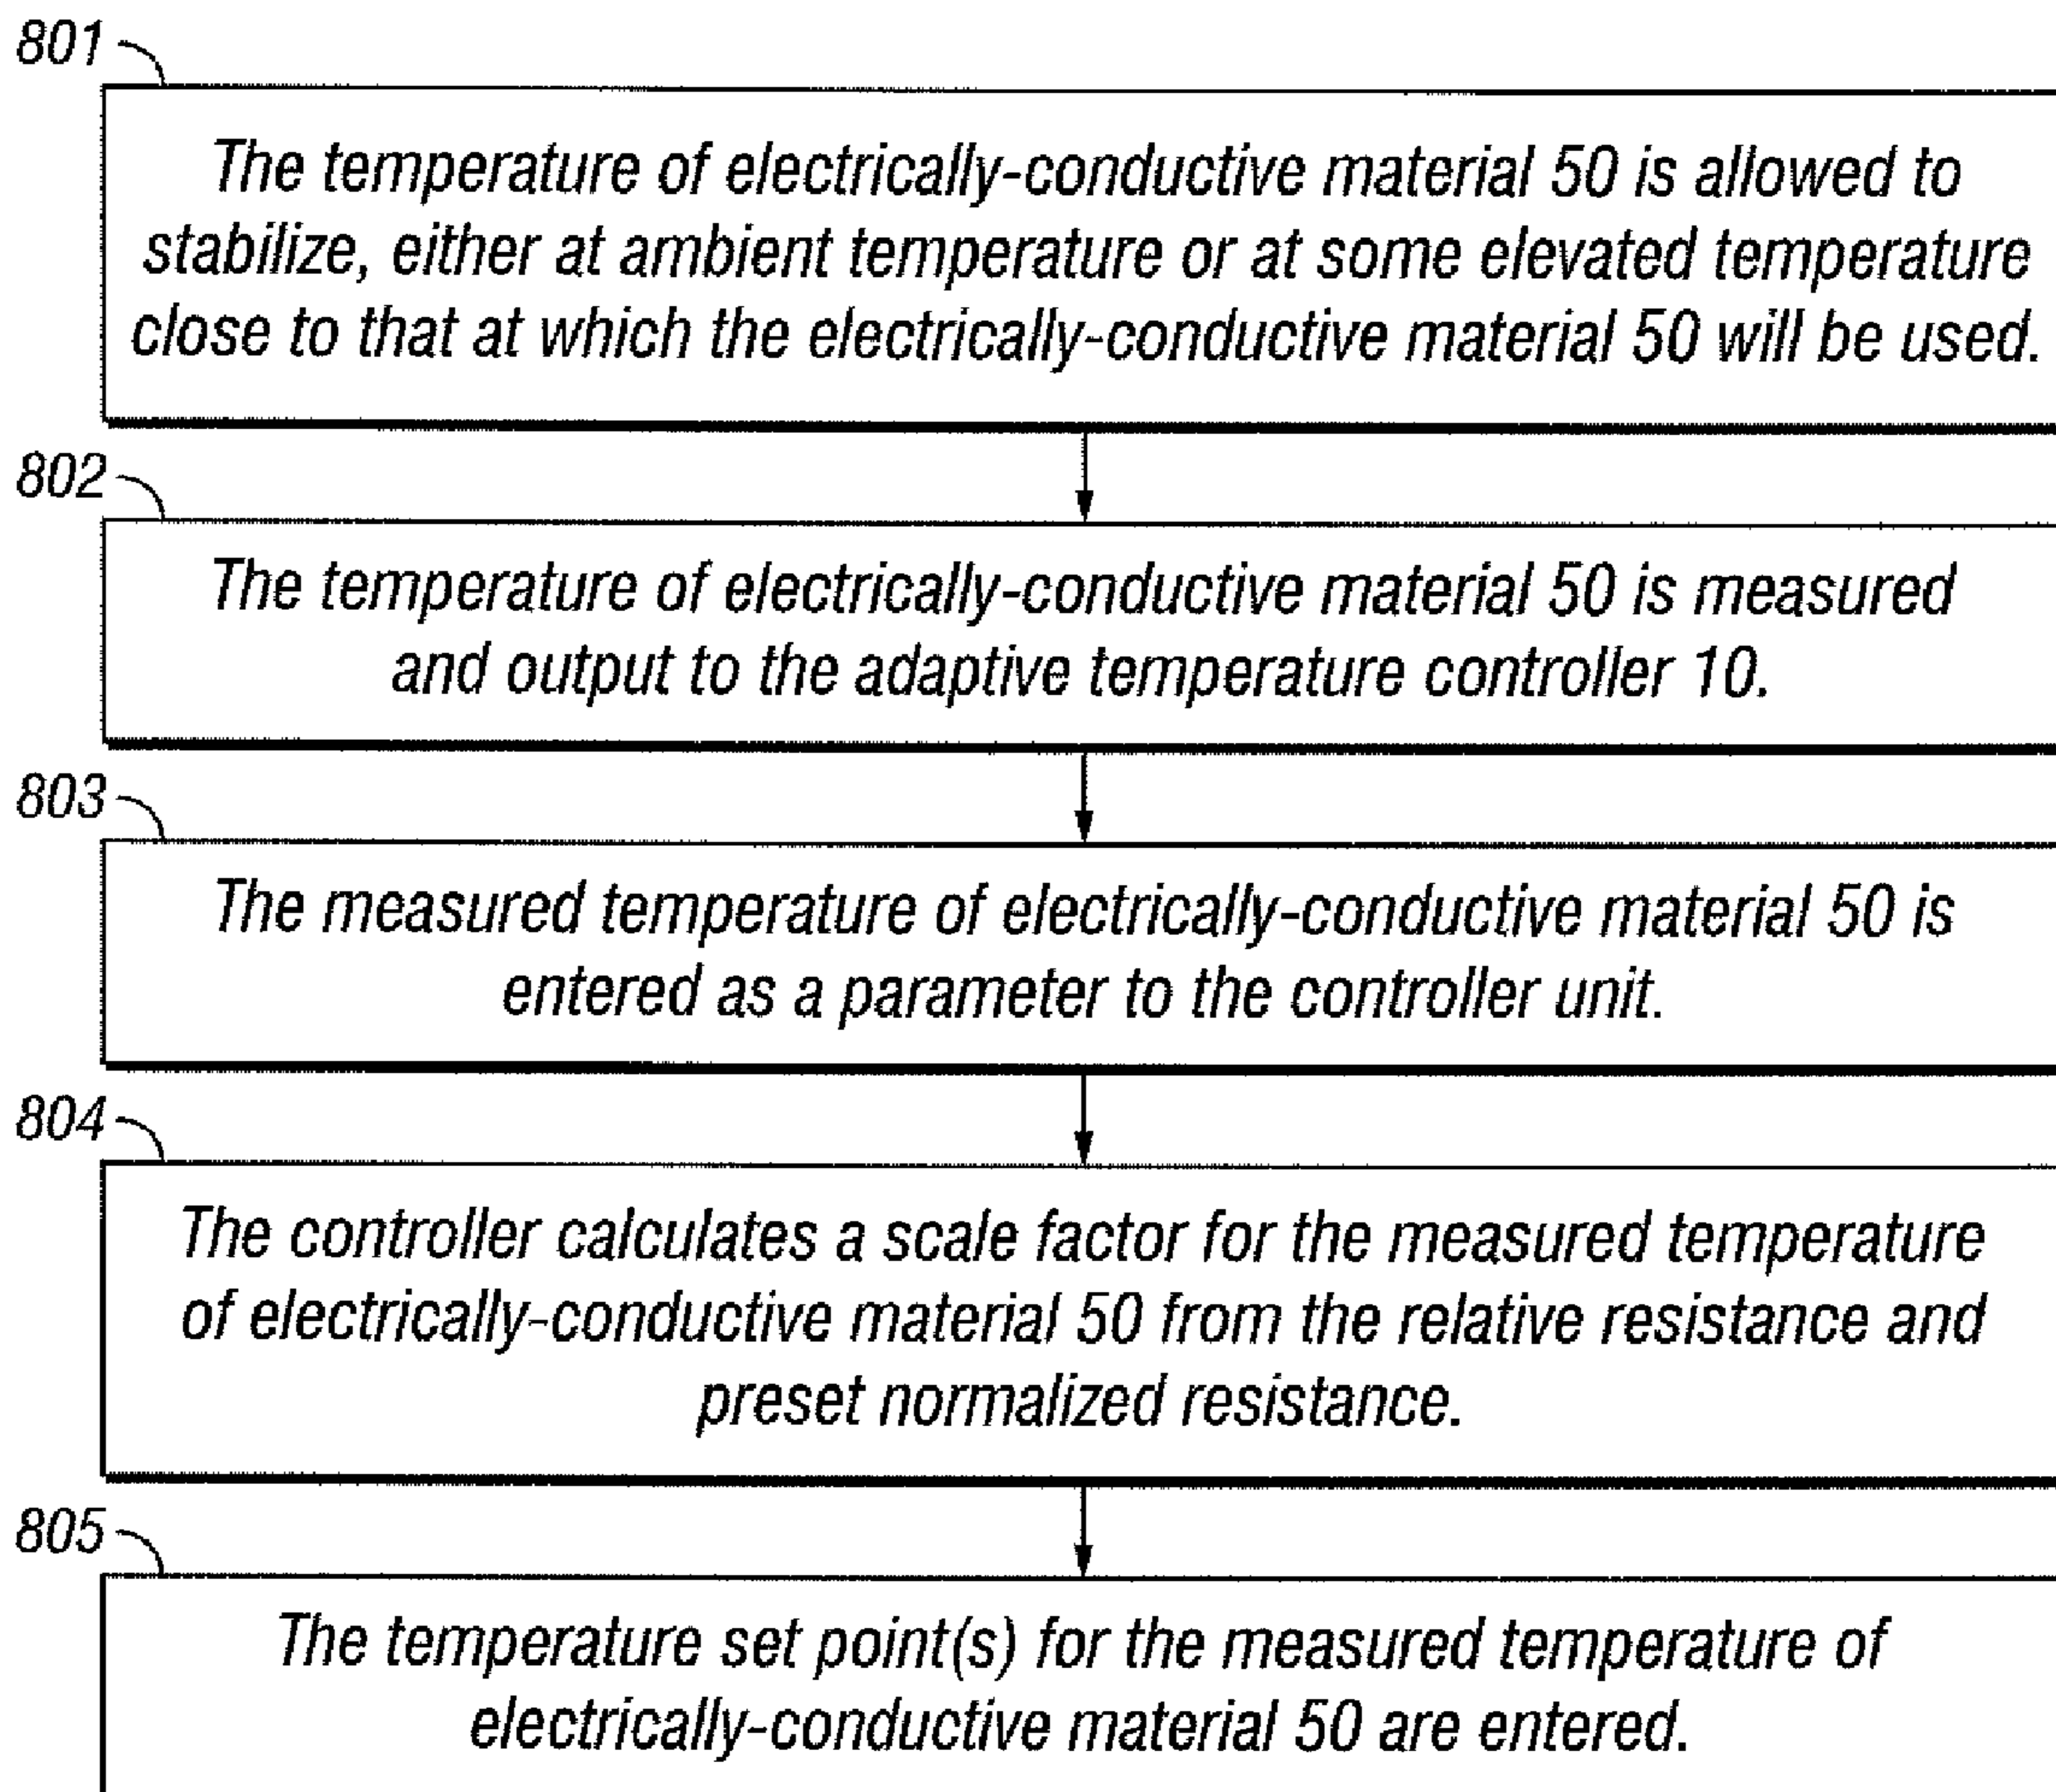 801
The temperature of electrically-conductive material 50 is allowed to
stabilize, either at ambient temperature or at some elevated temperature
close to that at which the electrically-conductive material 50 will be used.
802
The temperature of electrically-conductive material 50 is measured
and output to the adaptive temperature controller 10.
803
The measured temperature of electrically-conductive material 50 is
entered as a parameter to the controller unit.
804
The controller calculates a scale factor for the measured temperature
of electrically-conductive material 50 from the relative resistance and
preset normalized resistance.
805
The temperature set point(s) for the measured temperature of
electrically-conductive material 50 are entered.